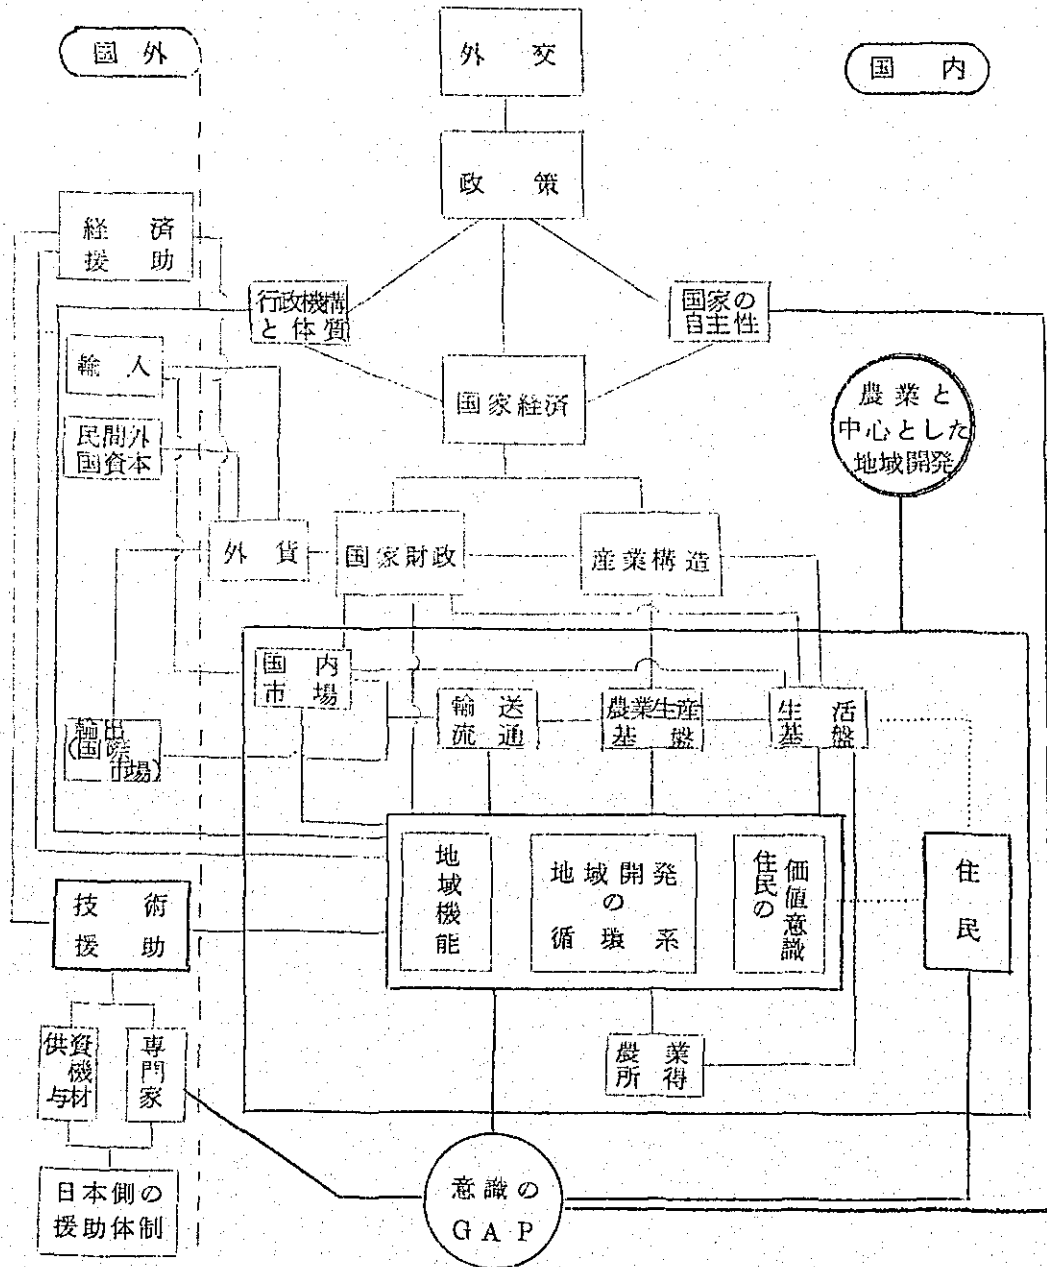 国外
外交
国内
政策
経済
援助
行政機構
と体質
国家の
自主性
輸入
国家経済
農業と
中心とした
地域開発
民間外
国資本
外貨
国家財政
産業構造
国内
市場
輸送
流通
農業生産
基盤
生活
基盤
輸出
(国際
市場)
地域機能
地域開発
の
循環系
住民の
価値意識
住民
技術
援助
供与
資機材
専門家
農業
所得
日本側の
援助体制
意識の
GAP